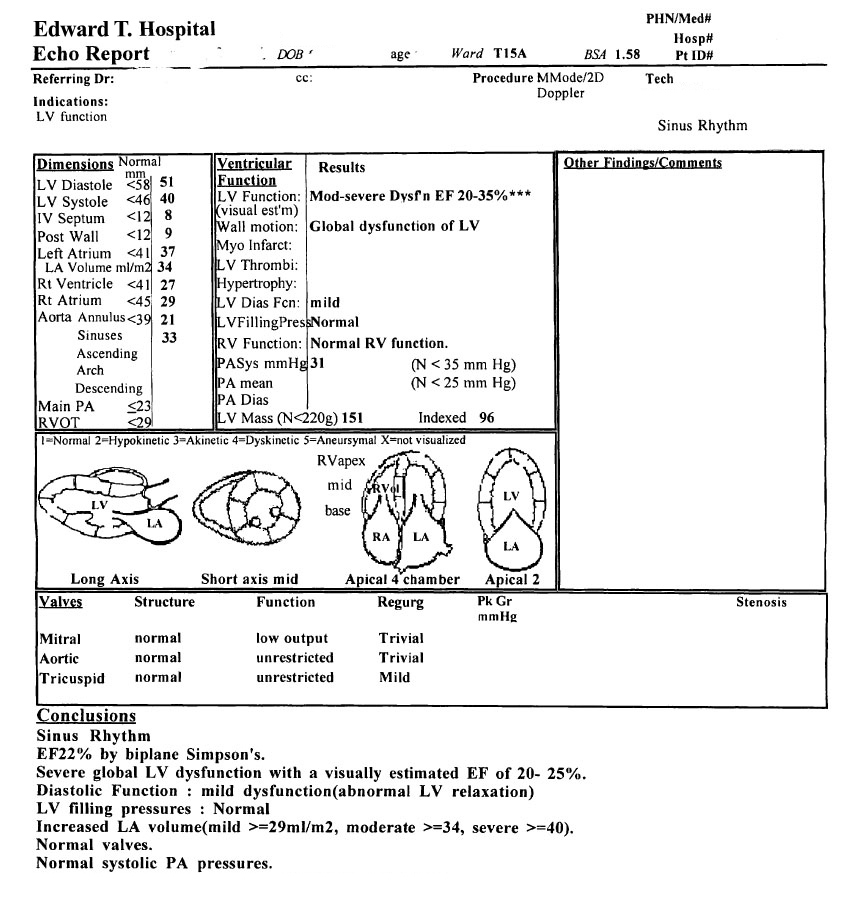 Edward T. Hospital
PHN/Med#
Hosp#
Echo Report DOB age Ward T15A BSA 1.58 Pt ID#
Referring Dr: cc: Procedure MMode/2D Tech
Doppler
Indications:
LV function
Sinus Rhythm
Dimensions Normal
mm
LV Diastole <58 51
LV Systole <46 40
IV Septum <12 8
Post Wall <12 9
Left Atrium <41 37
LA Volume ml/m2 34
Rt Ventricle <41 27
Rt Atrium <45 29
Aorta Annulus <39 21
Sinuses 33
Ascending
Arch
Descending
Main PA ≤23
RVOT <29
Ventricular Results
Function
LV Function: Mod-severe Dysf'n EF 20-35%***
(visual est'm)
Wall motion: Global dysfunction of LV
Myo Infarct:
LV Thrombi:
Hypertrophy:
LV Dias Fcn: mild
LVFillingPress Normal
RV Function: Normal RV function.
PASys mmHg 31 (N < 35 mm Hg)
PA mean (N < 25 mm Hg)
PA Dias
LV Mass (N<220g) 151 Indexed 96
Other Findings/Comments
1=Normal 2=Hypokinetic 3=Akinetic 4=Dyskinetic 5=Aneursymal X=not visualized
RVapex
mid
base
LV
LA
RVol
RA
LA
LV
LA
Long Axis Short axis mid Apical 4 chamber Apical 2
Valves Structure Function Regurg Pk Gr Stenosis
mmHg
Mitral normal low output Trivial
Aortic normal unrestricted Trivial
Tricuspid normal unrestricted Mild
Conclusions
Sinus Rhythm
EF22% by biplane Simpson's.
Severe global LV dysfunction with a visually estimated EF of 20- 25%.
Diastolic Function : mild dysfunction(abnormal LV relaxation)
LV filling pressures : Normal
Increased LA volume(mild >=29ml/m2, moderate >=34, severe >=40).
Normal valves.
Normal systolic PA pressures.